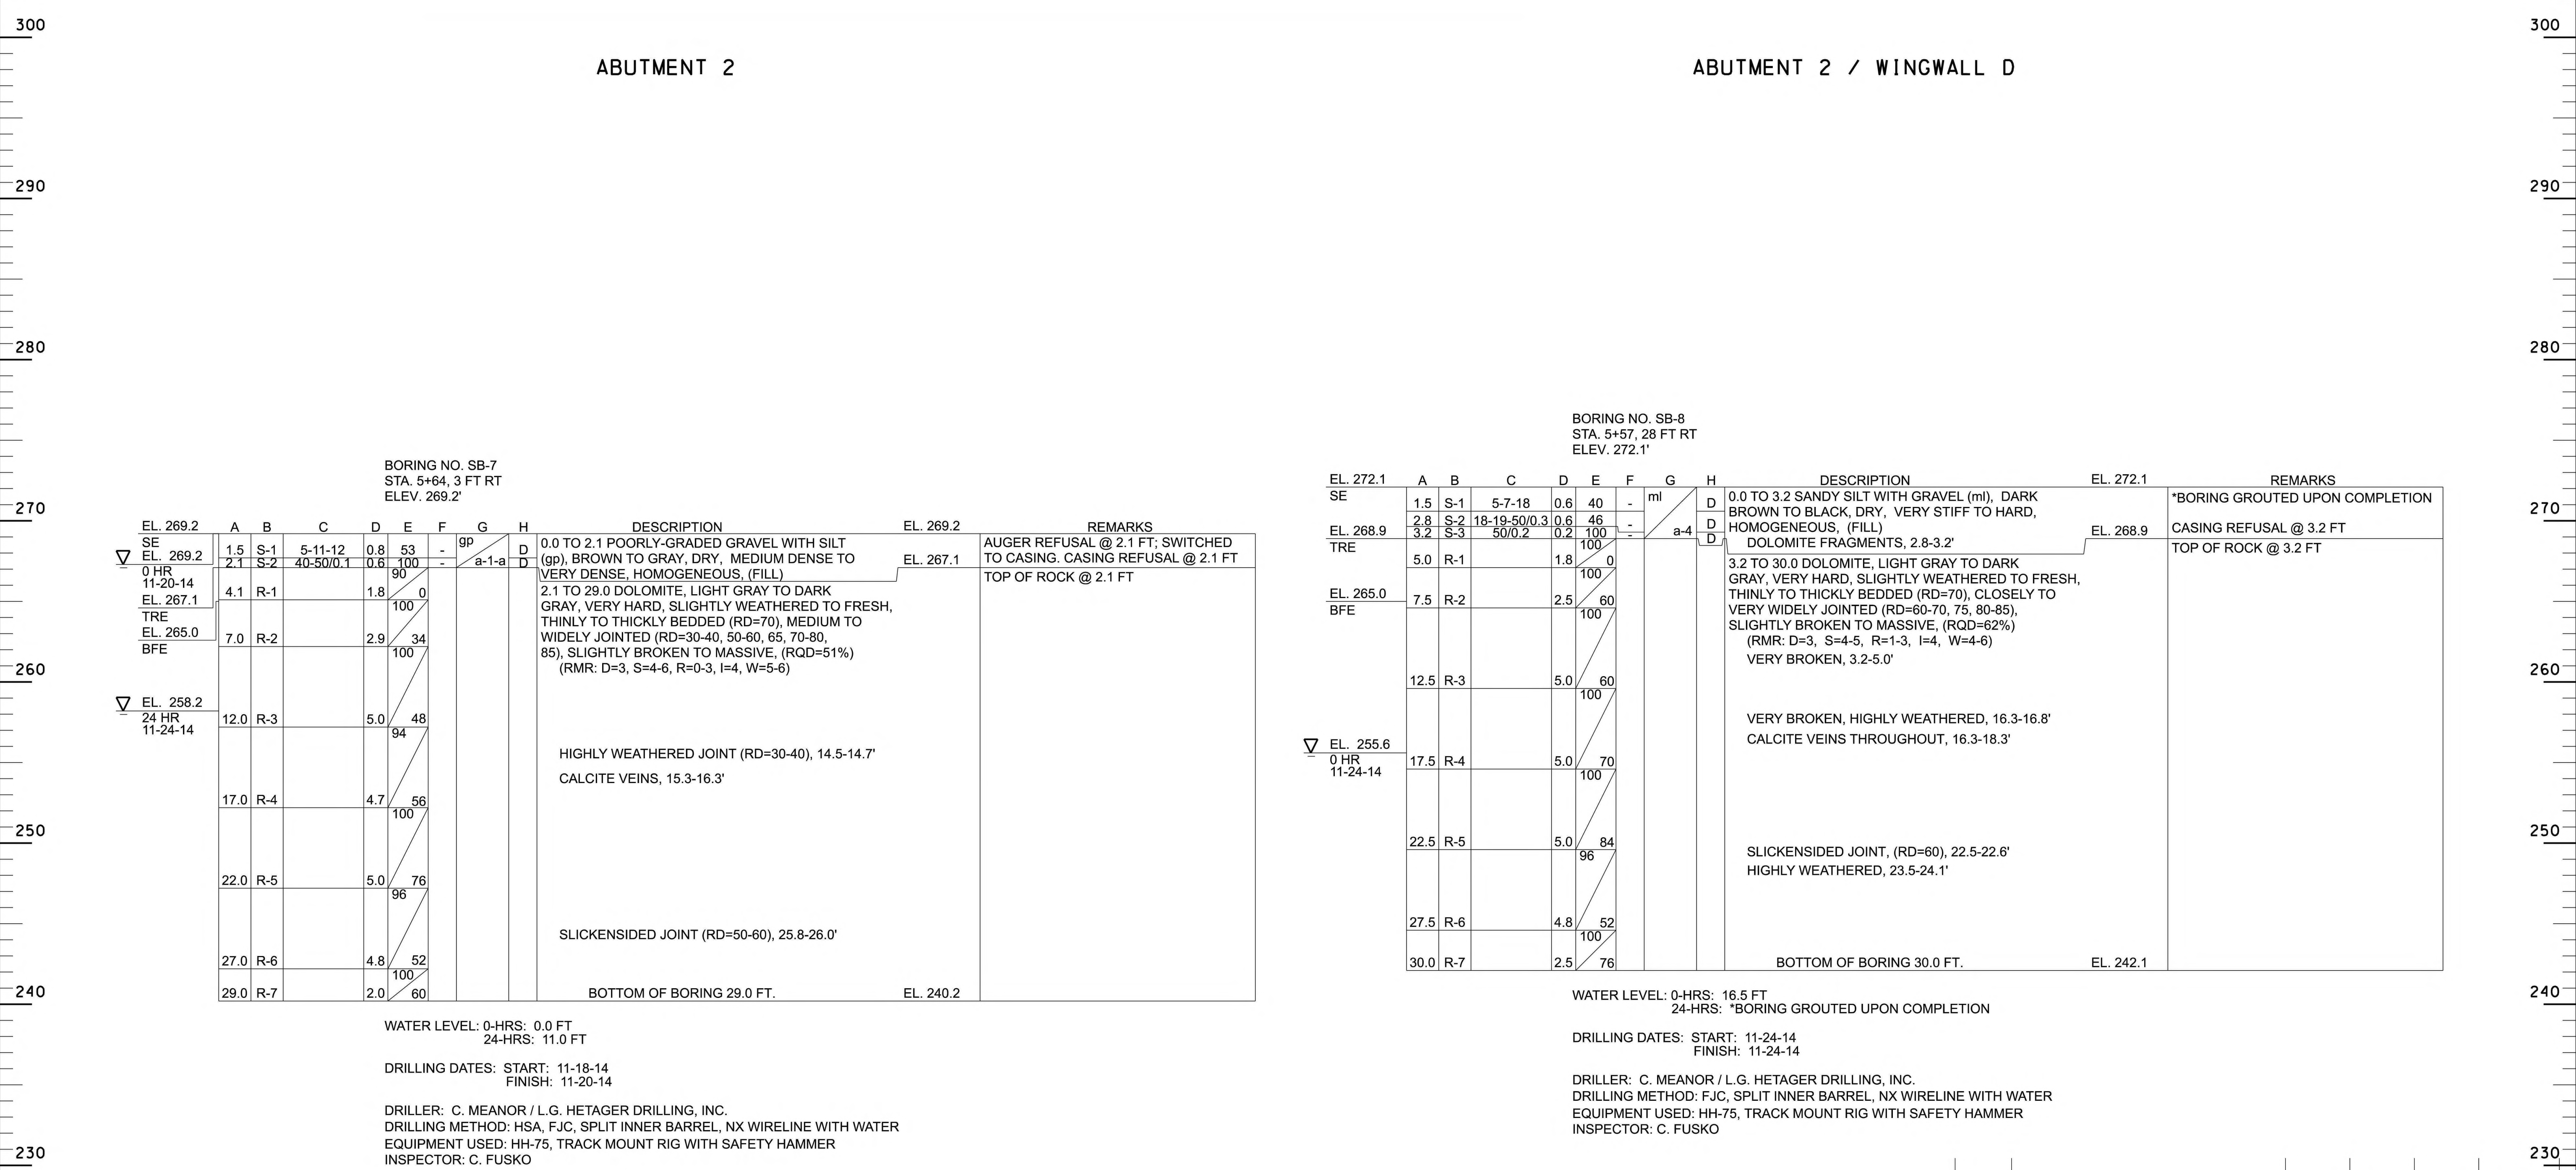 300
290
280
270
260
250
240
230
ABUTMENT 2
BORING NO. SB-7
STA. 5+64, 3 FT RT
ELEV. 269.2'
EL. 269.2 A B C D E F G H DESCRIPTION EL. 269.2 REMARKS
SE
EL. 269.2
0 HR
11-20-14
EL. 267.1
TRE
EL. 265.0
BFE
EL. 258.2
24 HR
11-24-14
1.5 S-1 5-11-12 0.8 53 - gp D
2.1 S-2 40-50/0.1 0.6 100 - a-1-a D
90
4.1 R-1 1.8 0
100
7.0 R-2 2.9 34
100
12.0 R-3 5.0 48
94
17.0 R-4 4.7 56
100
22.0 R-5 5.0 76
96
27.0 R-6 4.8 52
100
29.0 R-7 2.0 60
0.0 TO 2.1 POORLY-GRADED GRAVEL WITH SILT
(gp), BROWN TO GRAY, DRY, MEDIUM DENSE TO
VERY DENSE, HOMOGENEOUS, (FILL)
EL. 267.1
2.1 TO 29.0 DOLOMITE, LIGHT GRAY TO DARK
GRAY, VERY HARD, SLIGHTLY WEATHERED TO FRESH,
THINLY TO THICKLY BEDDED (RD=70), MEDIUM TO
WIDELY JOINTED (RD=30-40, 50-60, 65, 70-80,
85), SLIGHTLY BROKEN TO MASSIVE, (RQD=51%)
(RMR: D=3, S=4-6, R=0-3, I=4, W=5-6)
HIGHLY WEATHERED JOINT (RD=30-40), 14.5-14.7'
CALCITE VEINS, 15.3-16.3'
SLICKENSIDED JOINT (RD=50-60), 25.8-26.0'
BOTTOM OF BORING 29.0 FT. EL. 240.2
AUGER REFUSAL @ 2.1 FT; SWITCHED
TO CASING. CASING REFUSAL @ 2.1 FT
TOP OF ROCK @ 2.1 FT
WATER LEVEL: 0-HRS: 0.0 FT
24-HRS: 11.0 FT
DRILLING DATES: START: 11-18-14
FINISH: 11-20-14
DRILLER: C. MEANOR / L.G. HETAGER DRILLING, INC.
DRILLING METHOD: HSA, FJC, SPLIT INNER BARREL, NX WIRELINE WITH WATER
EQUIPMENT USED: HH-75, TRACK MOUNT RIG WITH SAFETY HAMMER
INSPECTOR: C. FUSKO
ABUTMENT 2 / WINGWALL D
BORING NO. SB-8
STA. 5+57, 28 FT RT
ELEV. 272.1'
EL. 272.1 A B C D E F G H DESCRIPTION EL. 272.1 REMARKS
SE
EL. 268.9
TRE
EL. 265.0
BFE
EL. 255.6
0 HR
11-24-14
1.5 S-1 5-7-18 0.6 40 - ml D
2.8 S-2 18-19-50/0.3 0.6 46 - D
3.2 S-3 50/0.2 0.2 100 - a-4 D
100
5.0 R-1 1.8 0
100
7.5 R-2 2.5 60
100
12.5 R-3 5.0 60
100
17.5 R-4 5.0 70
100
22.5 R-5 5.0 84
96
27.5 R-6 4.8 52
100
30.0 R-7 2.5 76
0.0 TO 3.2 SANDY SILT WITH GRAVEL (ml), DARK
BROWN TO BLACK, DRY, VERY STIFF TO HARD,
HOMOGENEOUS, (FILL)
DOLOMITE FRAGMENTS, 2.8-3.2'
EL. 268.9
3.2 TO 30.0 DOLOMITE, LIGHT GRAY TO DARK
GRAY, VERY HARD, SLIGHTLY WEATHERED TO FRESH,
THINLY TO THICKLY BEDDED (RD=70), CLOSELY TO
VERY WIDELY JOINTED (RD=60-70, 75, 80-85),
SLIGHTLY BROKEN TO MASSIVE, (RQD=62%)
(RMR: D=3, S=4-5, R=1-3, I=4, W=4-6)
VERY BROKEN, 3.2-5.0'
VERY BROKEN, HIGHLY WEATHERED, 16.3-16.8'
CALCITE VEINS THROUGHOUT, 16.3-18.3'
SLICKENSIDED JOINT, (RD=60), 22.5-22.6'
HIGHLY WEATHERED, 23.5-24.1'
BOTTOM OF BORING 30.0 FT. EL. 242.1
*BORING GROUTED UPON COMPLETION
CASING REFUSAL @ 3.2 FT
TOP OF ROCK @ 3.2 FT
WATER LEVEL: 0-HRS: 16.5 FT
24-HRS: *BORING GROUTED UPON COMPLETION
DRILLING DATES: START: 11-24-14
FINISH: 11-24-14
DRILLER: C. MEANOR / L.G. HETAGER DRILLING, INC.
DRILLING METHOD: FJC, SPLIT INNER BARREL, NX WIRELINE WITH WATER
EQUIPMENT USED: HH-75, TRACK MOUNT RIG WITH SAFETY HAMMER
INSPECTOR: C. FUSKO
300
290
280
270
260
250
240
230